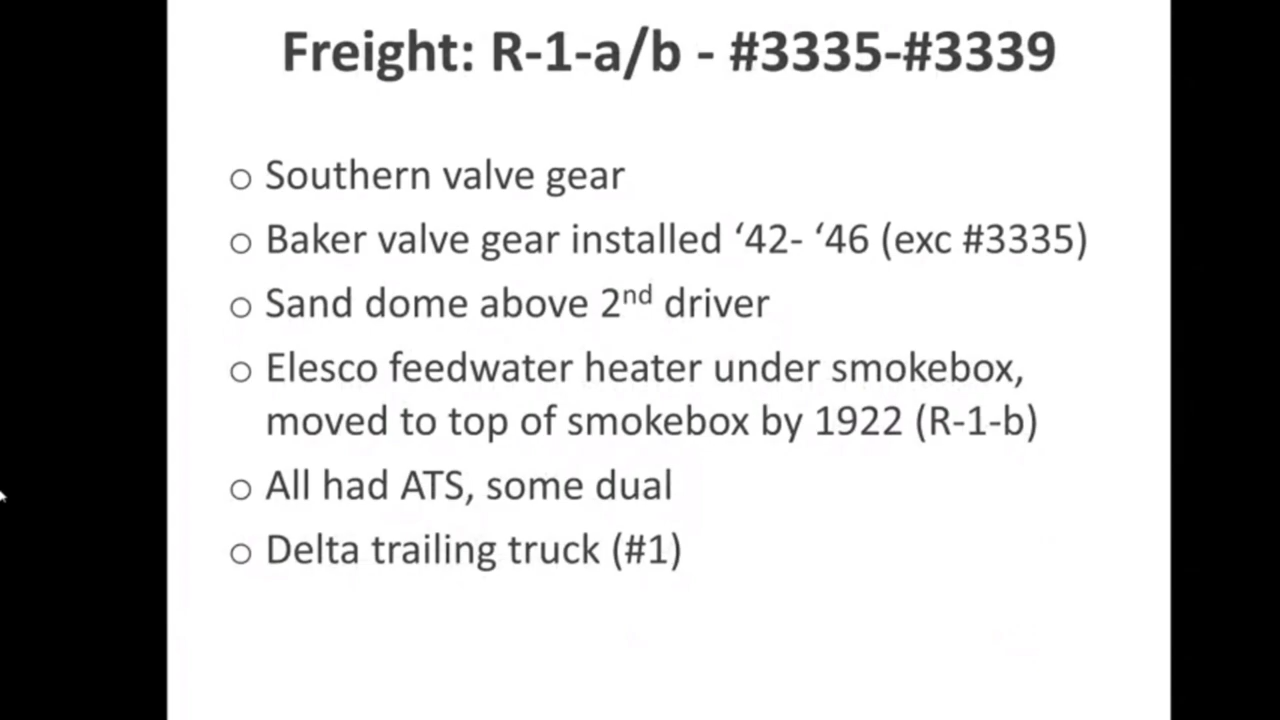 Freight: R-1-a/b - #3335-#3339
o Southern valve gear
o Baker valve gear installed ‘42- ‘46 (exc #3335)
o Sand dome above 2nd driver
o Elesco feedwater heater under smokebox,
moved to top of smokebox by 1922 (R-1-b)
o All had ATS, some dual
o Delta trailing truck (#1)